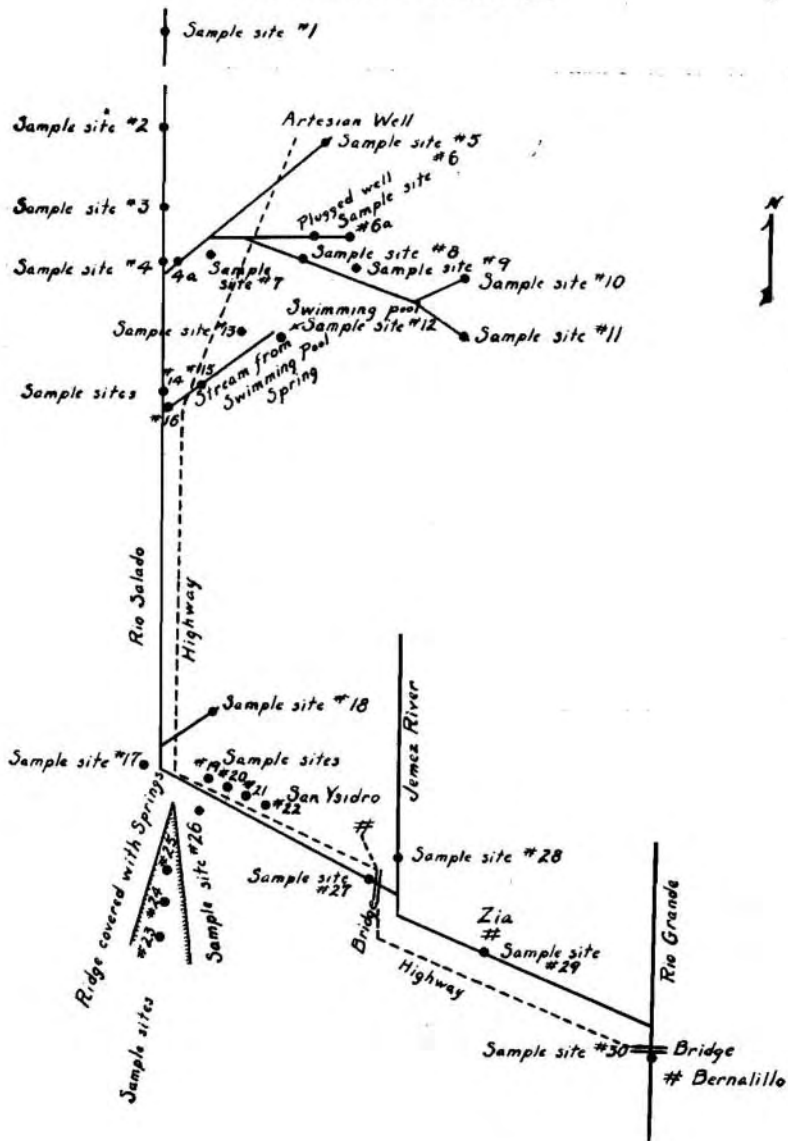 Sample site #1
Sample site #2
Artesian Well
Sample site #5
#6
Plugged well
Sample site
#6a
Sample site #3
N
Sample site #4
4a
Sample
site #7
Sample site #8
Sample site #9
Sample site #10
Sample site #13
Swimming pool
Sample site #12
Sample site #11
Stream from
Swimming Pool
Spring
Sample sites
#14
#15
#16
Rio Salado
Highway
Sample site #18
Sample site #17
Sample sites
#19
#20
#21
#22
San Ysidro
#
Jemez River
Ridge covered with Springs
#25
#24
#23
Sample sites
Sample site #26
Sample site
#27
Bridge
Sample site #28
Zia
#
Sample site
#29
Highway
Rio Grande
Sample site #30
Bridge
# Bernalillo